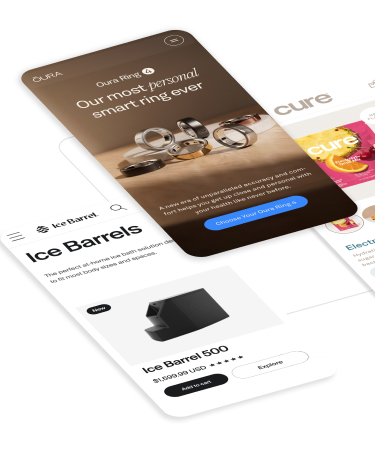 ŌURA
Oura Ring 4
Our most personal
smart ring ever
A new era of unparalleled accuracy and com-
fort helps you get up close and personal with
your health like never before.
Choose Your Oura Ring 4
cure
cure
Ice Barrel
Ice Barrels
The perfect at-home ice bath solution de
to fit most body sizes and spaces.
New
Ice Barrel 500
$1,599.99 USD ★★★★★
Add to cart
Explore
Electr